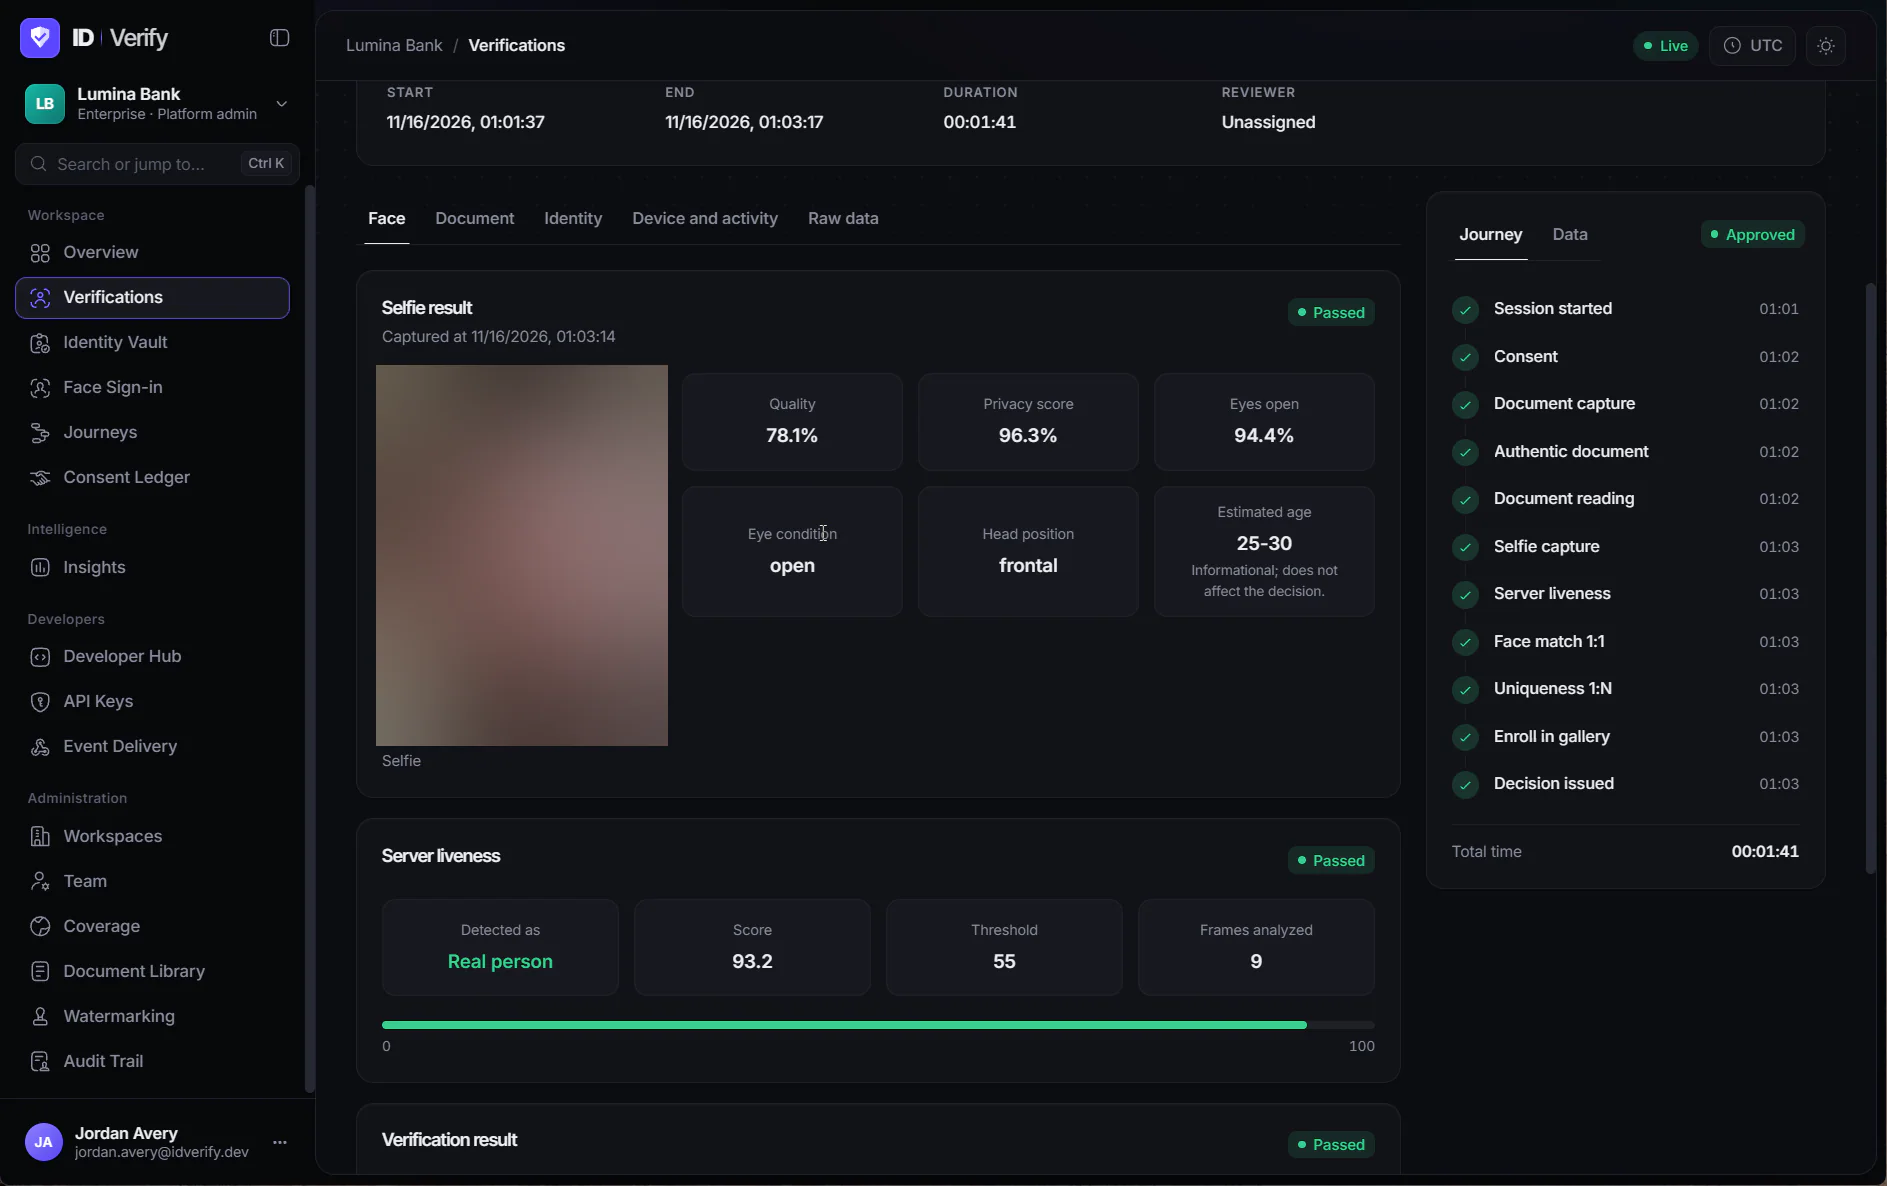 ID Verify
LB
Lumina Bank
Enterprise · Platform admin
Search or jump to...
Ctrl K
Workspace
Overview
Verifications
Identity Vault
Face Sign-in
Journeys
Consent Ledger
Intelligence
Insights
Developers
Developer Hub
API Keys
Event Delivery
Administration
Workspaces
Team
Coverage
Document Library
Watermarking
Audit Trail
JA
Jordan Avery
jordan.avery@idverify.dev
Lumina Bank / Verifications
Live
UTC
START
END
DURATION
REVIEWER
11/16/2026, 01:01:37
11/16/2026, 01:03:17
00:01:41
Unassigned
Face
Document
Identity
Device and activity
Raw data
Selfie result
Captured at 11/16/2026, 01:03:14
Passed
Quality
78.1%
Privacy score
96.3%
Eyes open
94.4%
Eye condition
open
Head position
frontal
Estimated age
25-30
Informational; does not
affect the decision.
Selfie
Server liveness
Passed
Detected as
Real person
Score
93.2
Threshold
55
Frames analyzed
9
0
100
Verification result
Passed
Journey
Data
Approved
Session started 01:01
Consent 01:02
Document capture 01:02
Authentic document 01:02
Document reading 01:02
Selfie capture 01:03
Server liveness 01:03
Face match 1:1 01:03
Uniqueness 1:N 01:03
Enroll in gallery 01:03
Decision issued 01:03
Total time 00:01:41